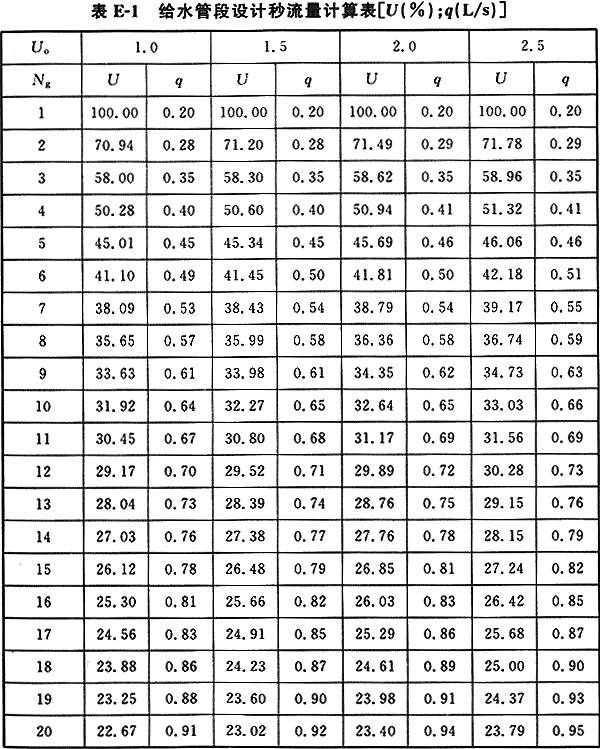 表 E-1 给水管段设计秒流量计算表[U(%);q(L/s)]
U₀ 1.0 1.5 2.0 2.5
Ng U q U q U q U q
1 100.00 0.20 100.00 0.20 100.00 0.20 100.00 0.20
2 70.94 0.28 71.20 0.28 71.49 0.29 71.78 0.29
3 58.00 0.35 58.30 0.35 58.62 0.35 58.96 0.35
4 50.28 0.40 50.60 0.40 50.94 0.41 51.32 0.41
5 45.01 0.45 45.34 0.45 45.69 0.46 46.06 0.46
6 41.10 0.49 41.45 0.50 41.81 0.50 42.18 0.51
7 38.09 0.53 38.43 0.54 38.79 0.54 39.17 0.55
8 35.65 0.57 35.99 0.58 36.36 0.58 36.74 0.59
9 33.63 0.61 33.98 0.61 34.35 0.62 34.73 0.63
10 31.92 0.64 32.27 0.65 32.64 0.65 33.03 0.66
11 30.45 0.67 30.80 0.68 31.17 0.69 31.56 0.69
12 29.17 0.70 29.52 0.71 29.89 0.72 30.28 0.73
13 28.04 0.73 28.39 0.74 28.76 0.75 29.15 0.76
14 27.03 0.76 27.38 0.77 27.76 0.78 28.15 0.79
15 26.12 0.78 26.48 0.79 26.85 0.81 27.24 0.82
16 25.30 0.81 25.66 0.82 26.03 0.83 26.42 0.85
17 24.56 0.83 24.91 0.85 25.29 0.86 25.68 0.87
18 23.88 0.86 24.23 0.87 24.61 0.89 25.00 0.90
19 23.25 0.88 23.60 0.90 23.98 0.91 24.37 0.93
20 22.67 0.91 23.02 0.92 23.40 0.94 23.79 0.95